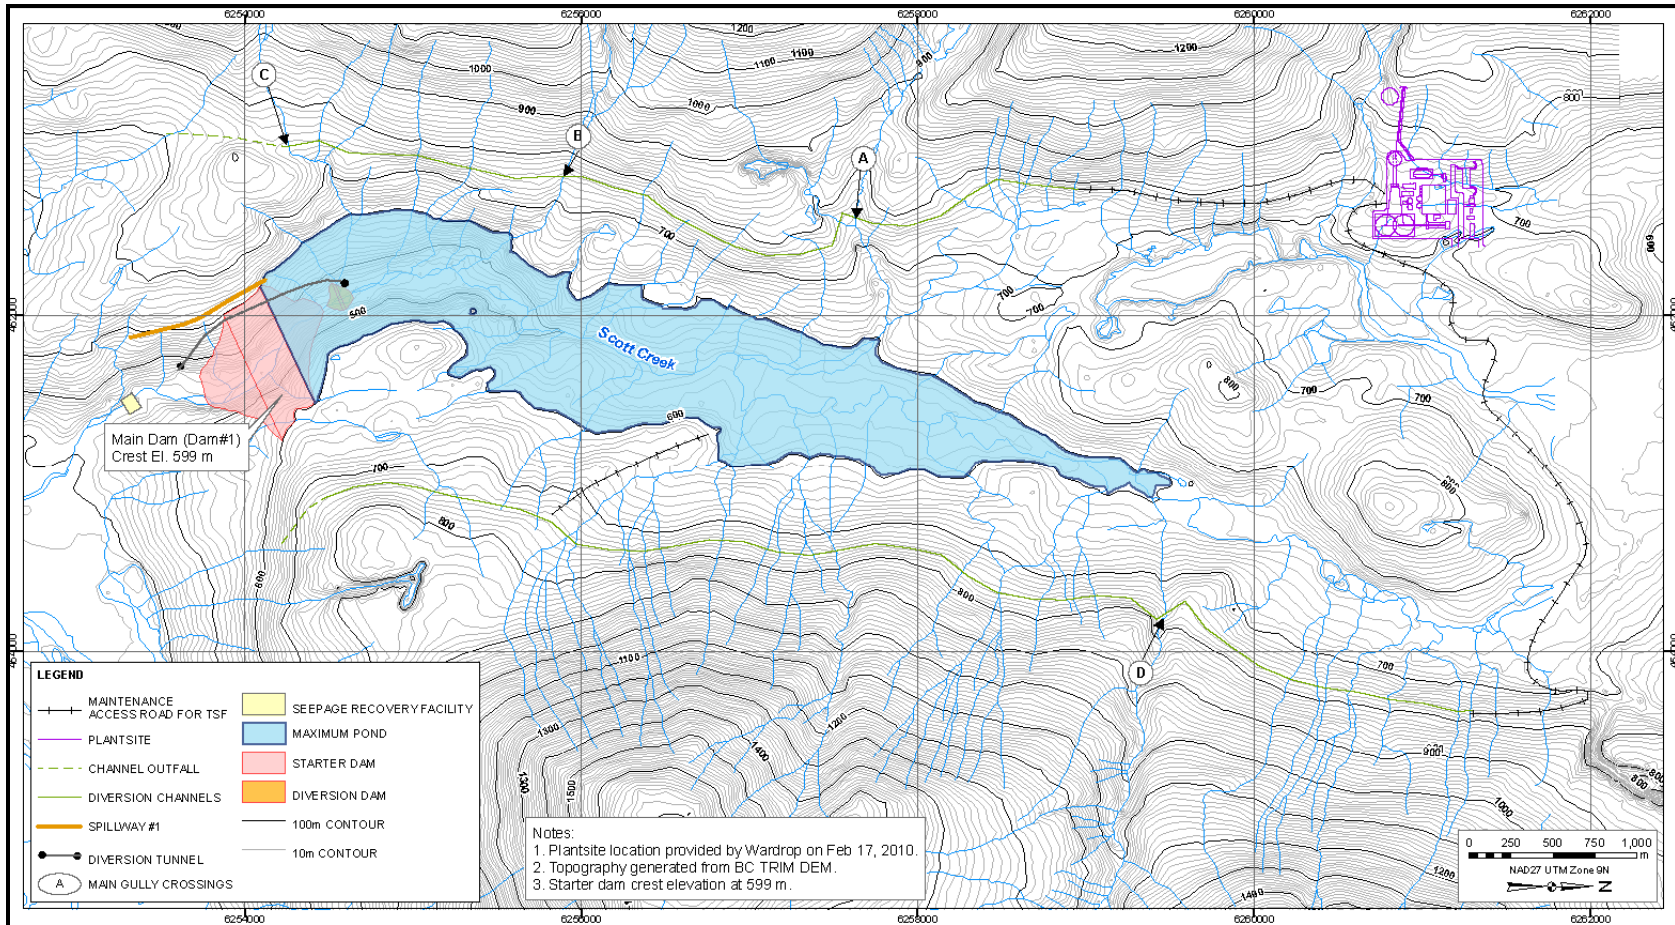 6254000
6256000
6258000
6260000
6262000
1200
1100
1100
1000
1000
900
900
1200
800
C
B
A
700
700
600
700
700
500
Scott Creek
600
800
700
700
800
Main Dam (Dam#1)
Crest El. 599 m
700
800
800
600
800
D
700
1100
1200
1300
1400
1300
1500
900
1000
800
800
1200
1400
LEGEND
MAINTENANCE
ACCESS ROAD FOR TSF
PLANTSITE
CHANNEL OUTFALL
DIVERSION CHANNELS
SPILLWAY #1
DIVERSION TUNNEL
A MAIN GULLY CROSSINGS
SEEPAGE RECOVERY FACILITY
MAXIMUM POND
STARTER DAM
DIVERSION DAM
100m CONTOUR
10m CONTOUR
Notes:
1. Plantsite location provided by Wardrop on Feb 17, 2010.
2. Topography generated from BC TRIM DEM.
3. Starter dam crest elevation at 599 m.
0 250 500 750 1,000
m
NAD27 UTM Zone 9N
N
6254000
6256000
6258000
6260000
6262000